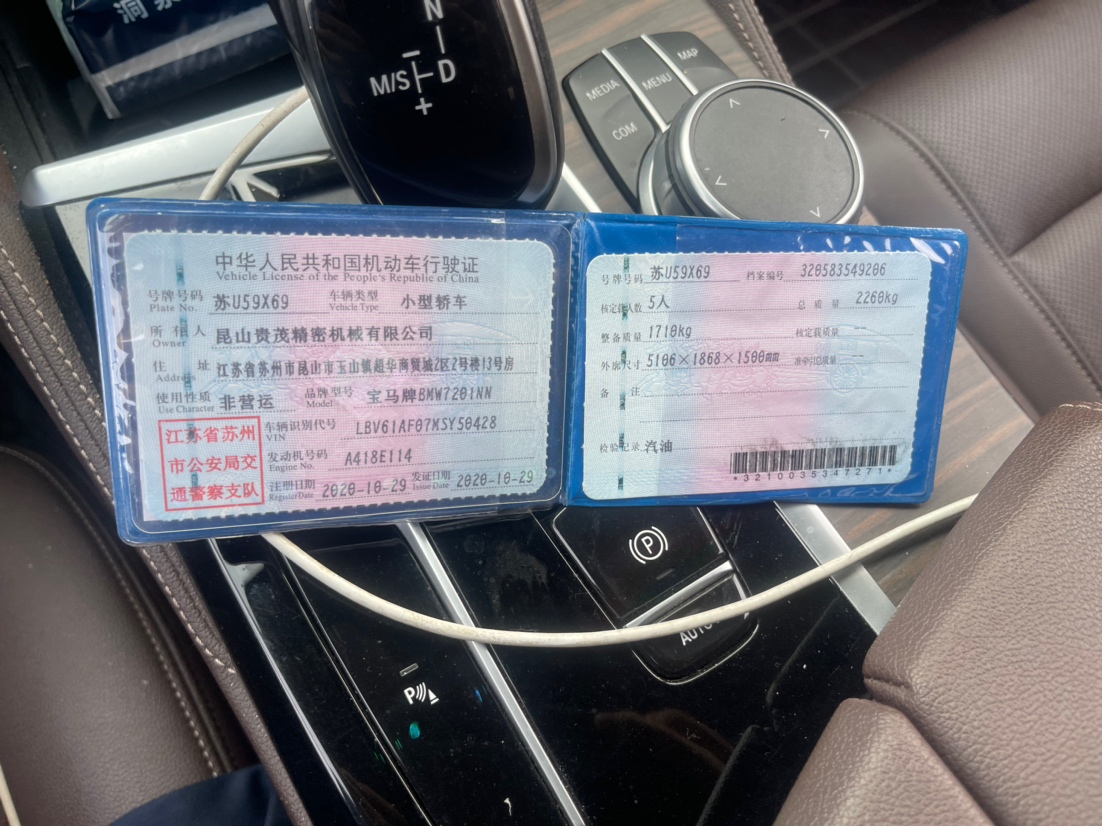 N
M/S
D
+
MEDIA
MENU
MAP
COM
中华人民共和国机动车行驶证
Vehicle License of the People's Republic of China
号牌号码 苏U59X69 车辆类型 小型轿车
Plate No. Vehicle Type
所有人 昆山贵茂精密机械有限公司
Owner
住址 江苏省苏州市昆山市玉山镇超华商贸城2区2号楼13号房
Address
使用性质 非营运 品牌型号 宝马牌BMW7201NN
Use Character Model
江苏省苏州
市公安局交
通警察支队
车辆识别代号 LBV61AF07MSY50428
VIN
发动机号码 A418E114
Engine No.
注册日期 2020-10-29 发证日期 2020-10-29
Register Date Issue Date
号牌号码 苏U59X69 档案编号 320583549206
核定载人数 5人 总质量 2260kg
整备质量 1710kg 核定载质量 --
外廓尺寸 5106×1868×1500mm 准牵引总质量 --
备注
检验记录 汽油
*3210035347271*
P
AUTO
P